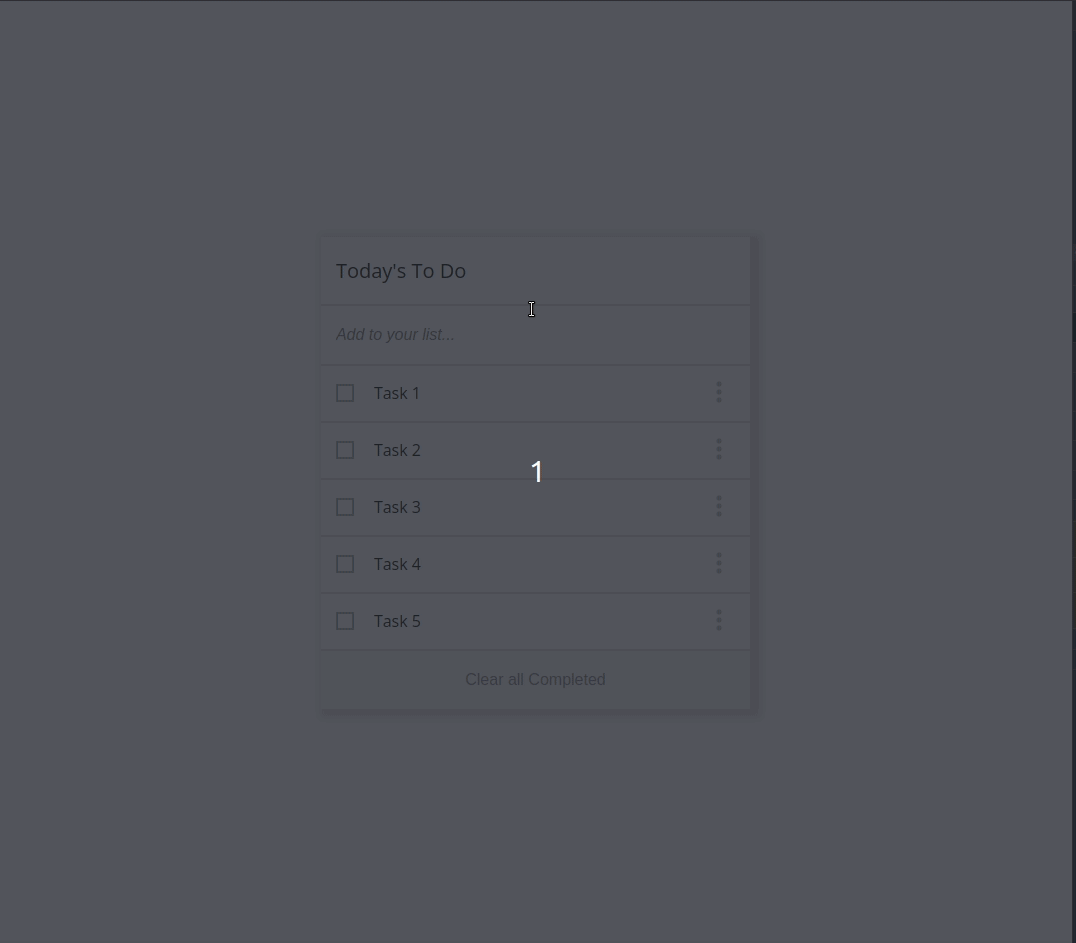 Today's To Do
Add to your list...
Task 1
Task 2
1
Task 3
Task 4
Task 5
Clear all Completed